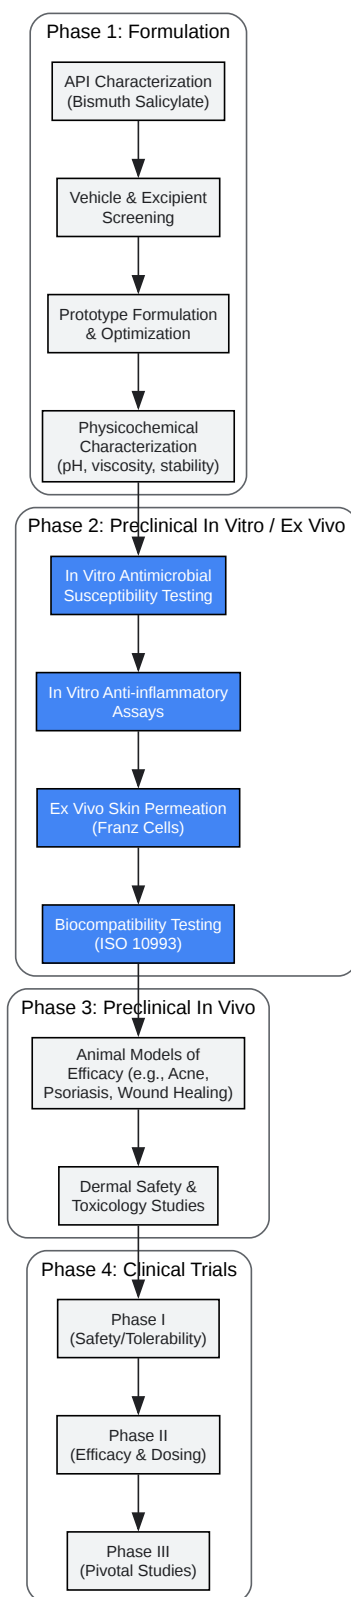 Phase 1: Formulation
API Characterization
(Bismuth Salicylate)
Vehicle & Excipient
Screening
Prototype Formulation
& Optimization
Physicochemical
Characterization
(pH, viscosity, stability)
Phase 2: Preclinical In Vitro / Ex Vivo
In Vitro Antimicrobial
Susceptibility Testing
In Vitro Anti-inflammatory
Assays
Ex Vivo Skin Permeation
(Franz Cells)
Biocompatibility Testing
(ISO 10993)
Phase 3: Preclinical In Vivo
Animal Models of
Efficacy (e.g., Acne,
Psoriasis, Wound Healing)
Dermal Safety &
Toxicology Studies
Phase 4: Clinical Trials
Phase I
(Safety/Tolerability)
Phase II
(Efficacy & Dosing)
Phase III
(Pivotal Studies)